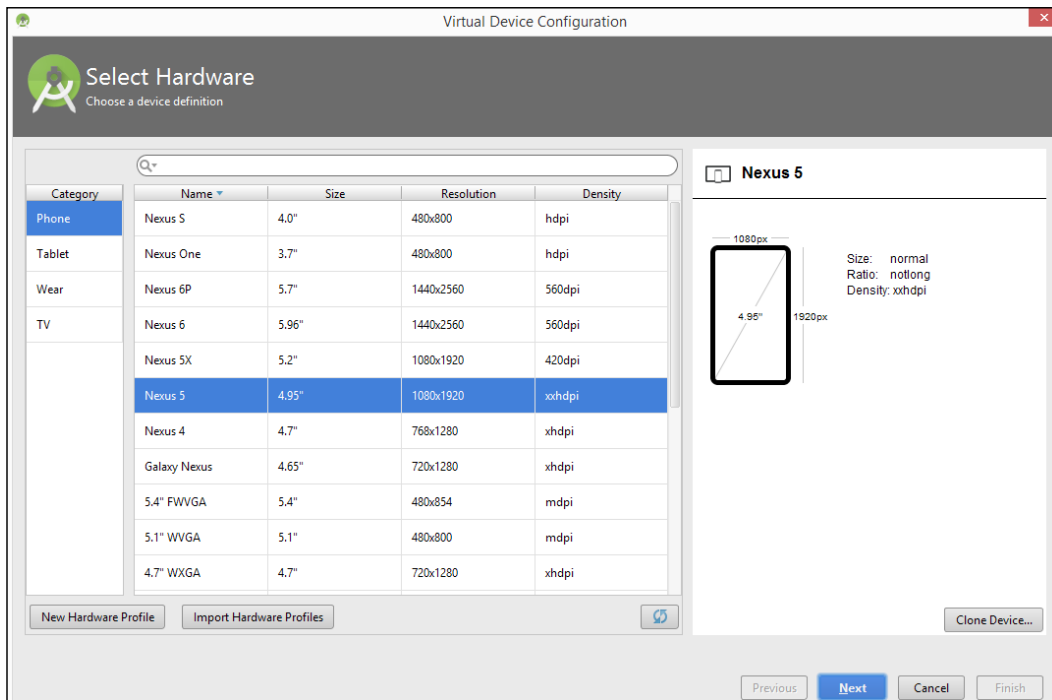 Virtual Device Configuration
Select Hardware
Choose a device definition
Category
Phone
Tablet
Wear
TV
Name Size Resolution Density
Nexus S 4.0" 480x800 hdpi
Nexus One 3.7" 480x800 hdpi
Nexus 6P 5.7" 1440x2560 560dpi
Nexus 6 5.96" 1440x2560 560dpi
Nexus 5X 5.2" 1080x1920 420dpi
Nexus 5 4.95" 1080x1920 xxhdpi
Nexus 4 4.7" 768x1280 xhdpi
Galaxy Nexus 4.65" 720x1280 xhdpi
5.4" FWVGA 5.4" 480x854 mdpi
5.1" WVGA 5.1" 480x800 mdpi
4.7" WXGA 4.7" 720x1280 xhdpi
New Hardware Profile Import Hardware Profiles
Nexus 5
1080px
4.95" 1920px
Size: normal
Ratio: notlong
Density: xxhdpi
Clone Device...
Previous Next Cancel Finish